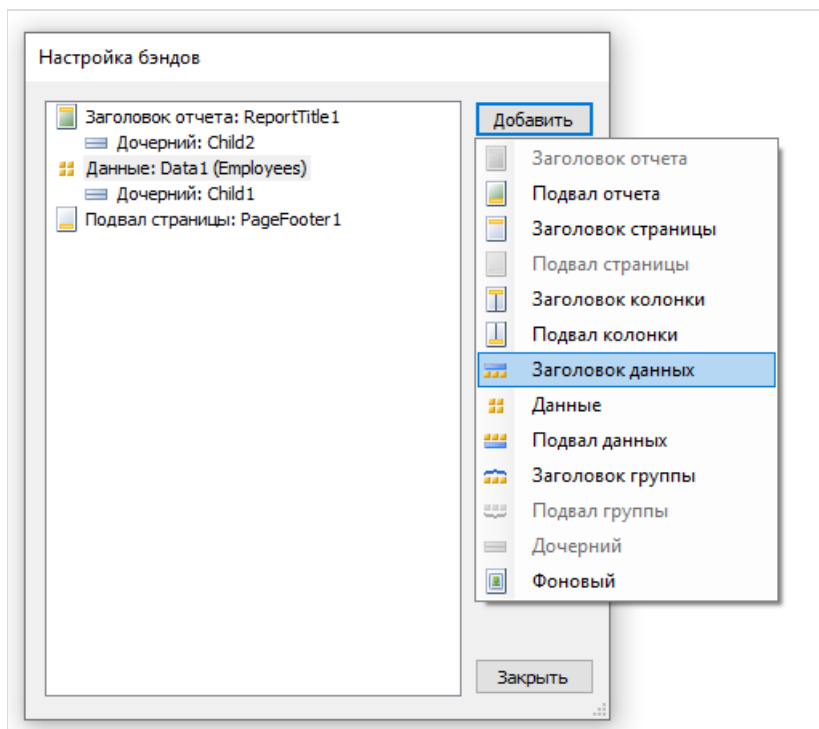 Настройка бэндов
Заголовок отчета: ReportTitle1
Дочерний: Child2
Данные: Data1 (Employees)
Дочерний: Child1
Подвал страницы: PageFooter1
Добавить
Заголовок отчета
Подвал отчета
Заголовок страницы
Подвал страницы
Заголовок колонки
Подвал колонки
Заголовок данных
Данные
Подвал данных
Заголовок группы
Подвал группы
Дочерний
Фоновый
Закрыть